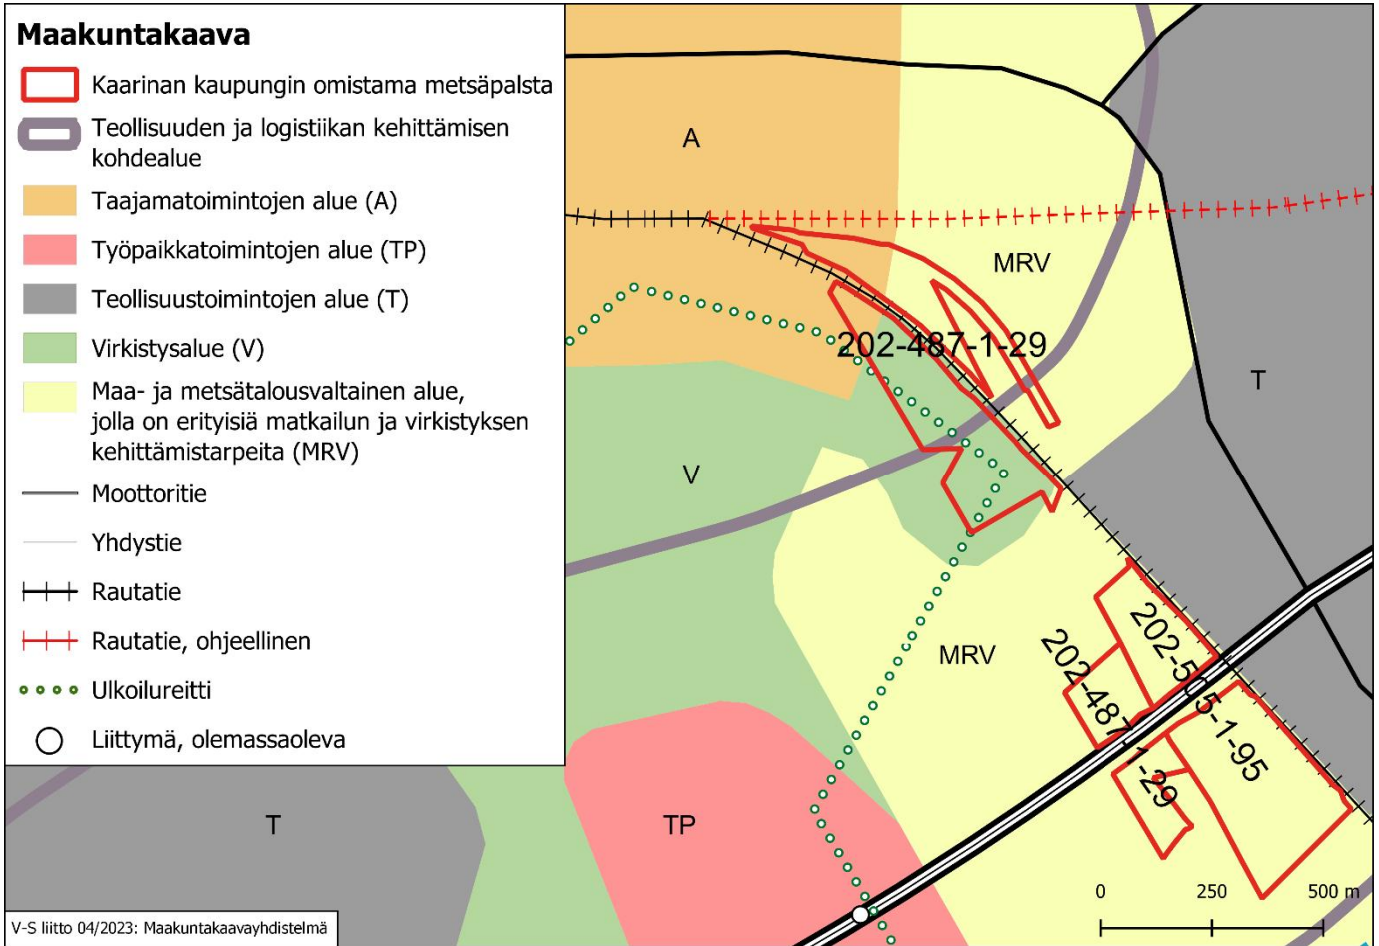 Maakuntakaava
Kaarinan kaupungin omistama metsäpalsta
Teollisuuden ja logistiikan kehittämisen
kohdealue
Taajamatoimintojen alue (A)
Työpaikkatoimintojen alue (TP)
Teollisuustoimintojen alue (T)
Virkistysalue (V)
Maa- ja metsätalousvaltainen alue,
jolla on erityisiä matkailun ja virkistyksen
kehittämistarpeita (MRV)
Moottoritie
Yhdystie
Rautatie
Rautatie, ohjeellinen
Ulkoilureitti
Liittymä, olemassaoleva
A
MRV
202-487-1-29
T
V
MRV
202-505-1-95
202-487-1-29
T
TP
0 250 500 m
V-S liitto 04/2023: Maakuntakaavayhdistelmä